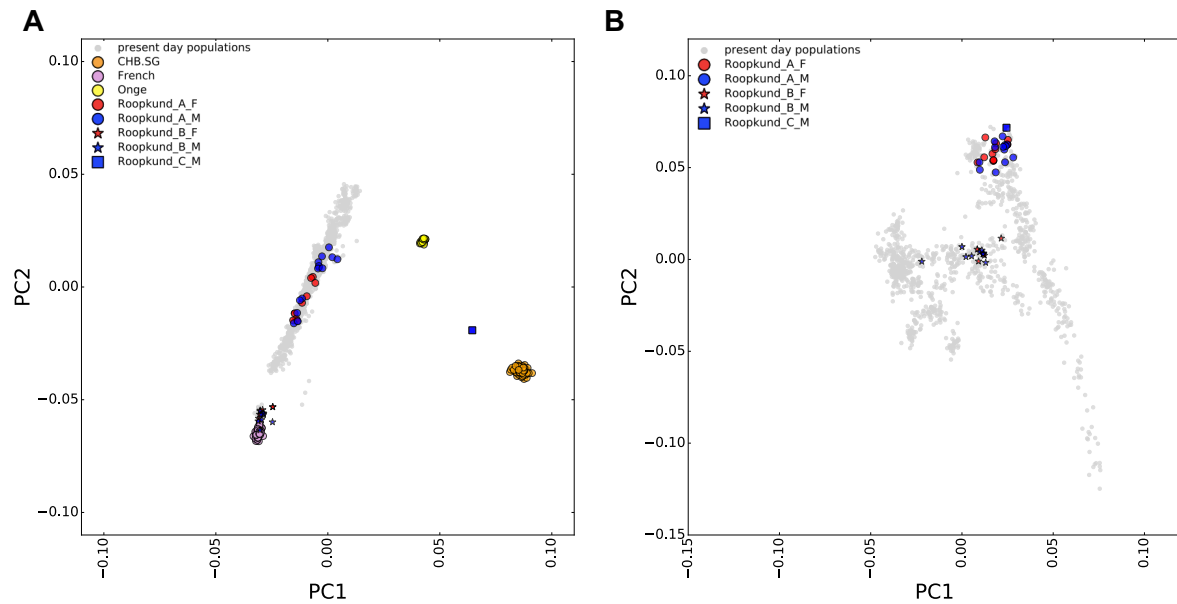 A
present day populations
CHB.SG
French
Onge
Roopkund_A_F
Roopkund_A_M
Roopkund_B_F
Roopkund_B_M
Roopkund_C_M
0.10
0.05
0.00
−0.05
−0.10
PC2
−0.10
−0.05
0.00
0.05
0.10
PC1
B
present day populations
Roopkund_A_F
Roopkund_A_M
Roopkund_B_F
Roopkund_B_M
Roopkund_C_M
0.10
0.05
0.00
−0.05
−0.10
−0.15
PC2
−0.15
−0.10
−0.05
0.00
0.05
0.10
PC1